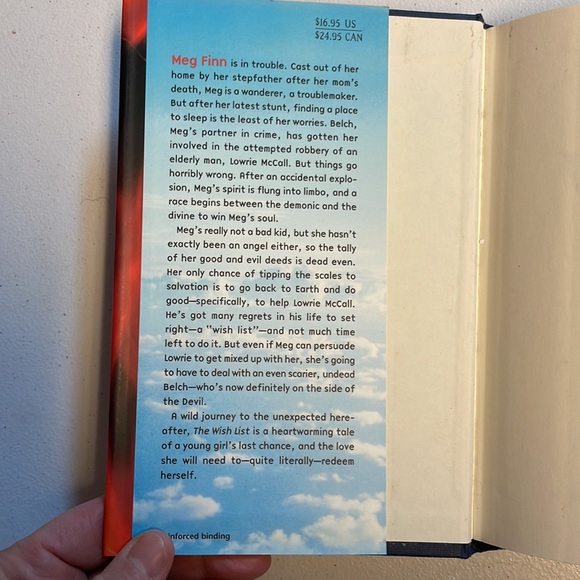 $16.95 US
$24.95 CAN
Meg Finn is in trouble. Cast out of her
home by her stepfather after her mom's
death, Meg is a wanderer, a troublemaker.
But after her latest stunt, finding a place
to sleep is the least of her worries. Belch,
Meg's partner in crime, has gotten her
involved in the attempted robbery of an
elderly man, Lowrie McCall. But things go
horribly wrong. After an accidental explo-
sion, Meg's spirit is flung into limbo, and a
race begins between the demonic and the
divine to win Meg's soul.
Meg's really not a bad kid, but she hasn't
exactly been an angel either, so the tally
of her good and evil deeds is dead even.
Her only chance of tipping the scales to
salvation is to go back to Earth and do
good—specifically, to help Lowrie McCall.
He's got many regrets in his life to set
right—a "wish list"—and not much time
left to do it. But even if Meg can persuade
Lowrie to get mixed up with her, she's going
to have to deal with an even scarier, undead
Belch—who's now definitely on the side of
the Devil.
A wild journey to the unexpected here-
after, The Wish List is a heartwarming tale
of a young girl's last chance, and the love
she will need to—quite literally—redeem
herself.
inforced binding